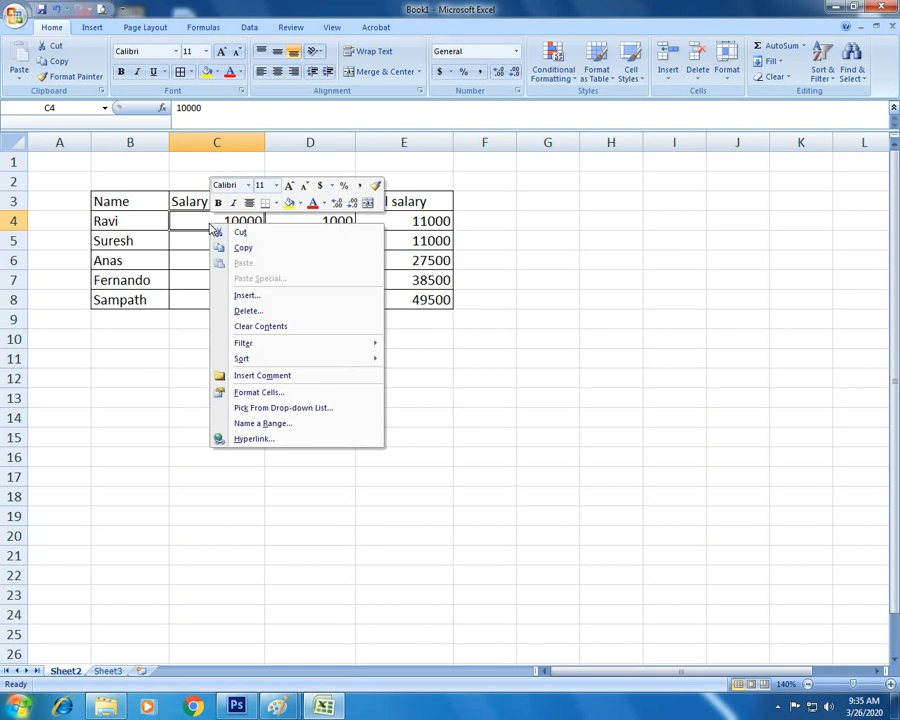 Book1 - Microsoft Excel
Home Insert Page Layout Formulas Data Review View Acrobat
Paste Cut Copy Format Painter
Calibri 11 A A
B I U A
Wrap Text
Merge & Center
General
$ % ,
Conditional Formatting Format as Table Cell Styles
Insert Delete Format
Σ AutoSum Fill Clear Sort & Filter Find & Select
Clipboard Font Alignment Number Styles Cells Editing
C4 fx 10000
A B C D E F G H I J K L
1
2
3 Name Salary l salary
4 Ravi 10000 1000 11000
5 Suresh 11000
6 Anas 27500
7 Fernando 38500
8 Sampath 49500
9
10
11
12
13
14
15
16
17
18
19
20
21
22
23
24
25
26
Calibri 11 A A $ % ,
B I A
Cut
Copy
Paste
Paste Special...
Insert...
Delete...
Clear Contents
Filter
Sort
Insert Comment
Format Cells...
Pick From Drop-down List...
Name a Range...
Hyperlink...
Sheet2 Sheet3
Ready 140%
Ps
9:35 AM
3/26/2020